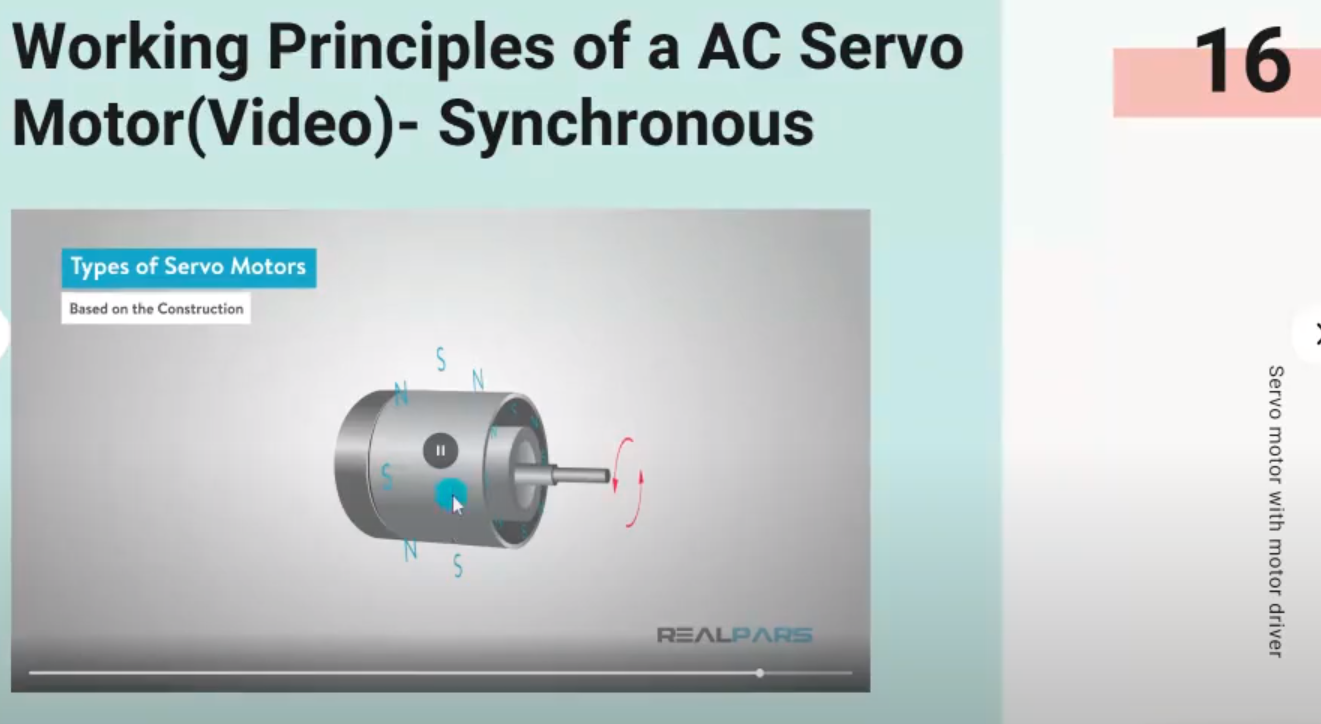 Working Principles of a AC Servo
Motor(Video)- Synchronous
16
Types of Servo Motors
Based on the Construction
S
N
N
S
N
S
REALPARS
Servo motor with motor driver